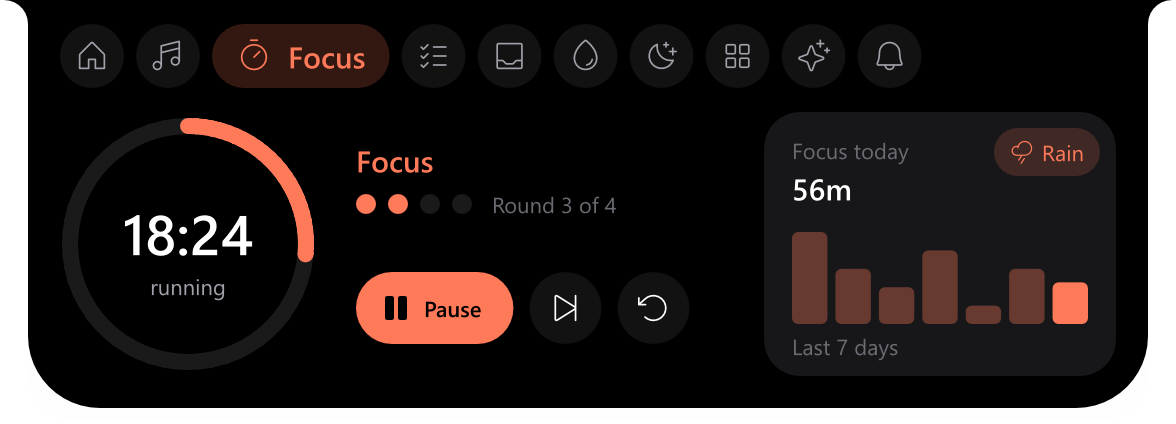 Focus
18:24
running
Focus
Round 3 of 4
Pause
Focus today
Rain
56m
Last 7 days